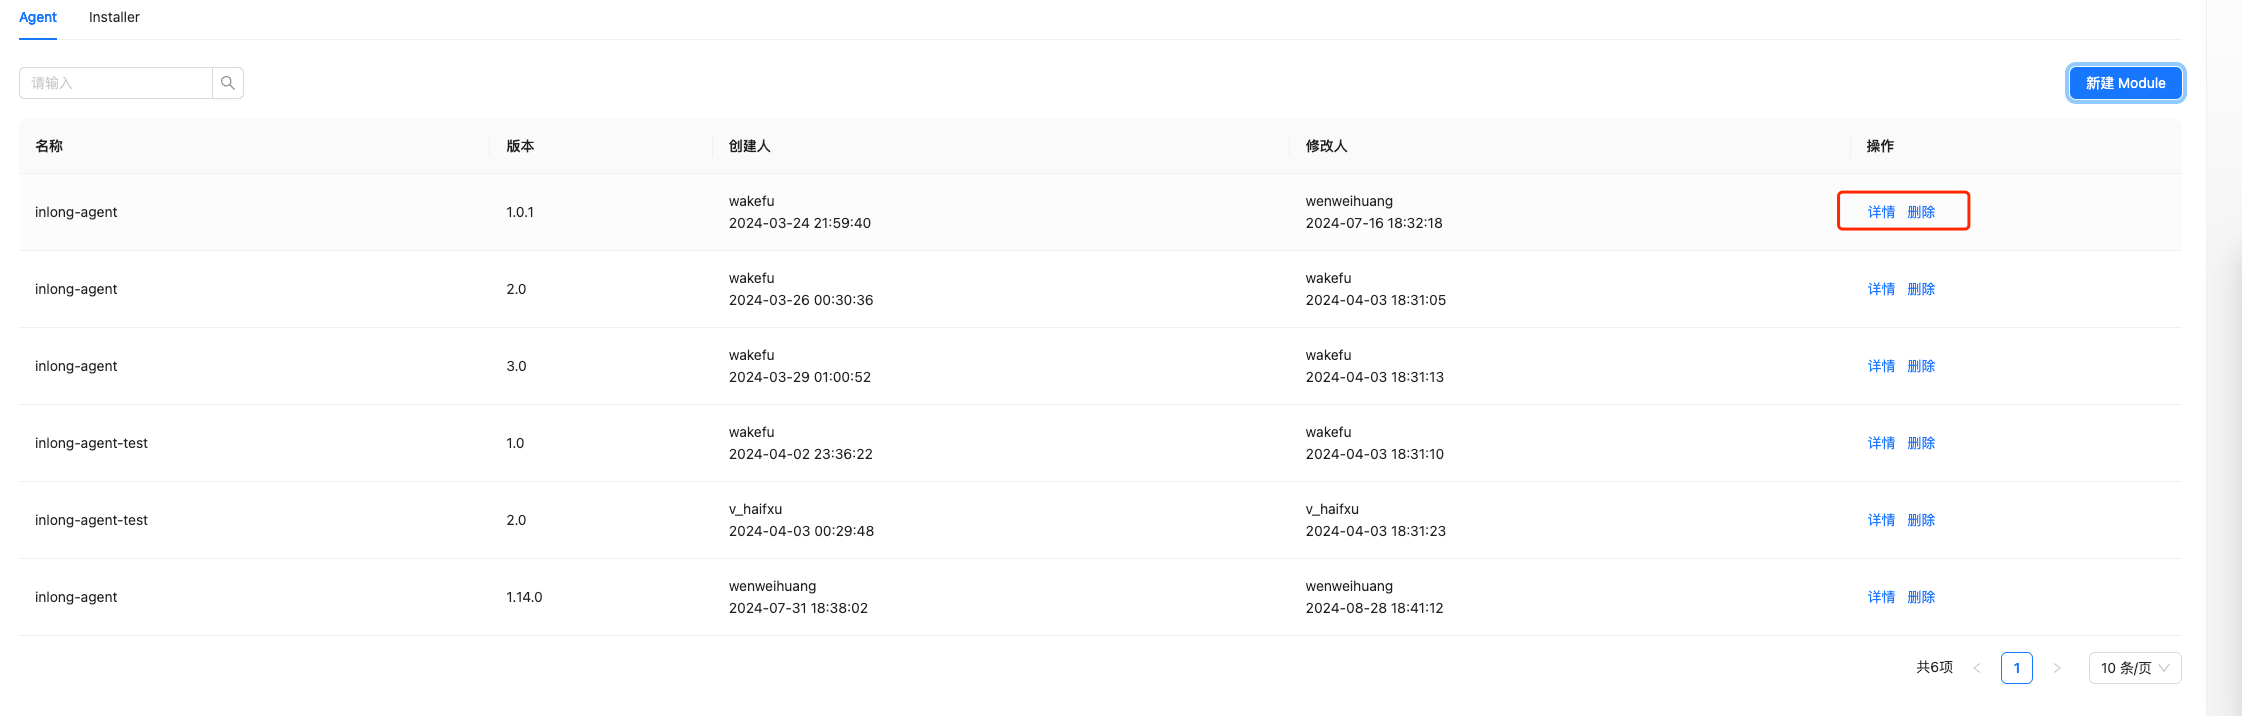 Agent Installer
请输入 新建 Module
名称 版本 创建人 修改人 操作
inlong-agent 1.0.1 wakefu 2024-03-24 21:59:40 wenweihuang 2024-07-16 18:32:18 详情 删除
inlong-agent 2.0 wakefu 2024-03-26 00:30:36 wakefu 2024-04-03 18:31:05 详情 删除
inlong-agent 3.0 wakefu 2024-03-29 01:00:52 wakefu 2024-04-03 18:31:13 详情 删除
inlong-agent-test 1.0 wakefu 2024-04-02 23:36:22 wakefu 2024-04-03 18:31:10 详情 删除
inlong-agent-test 2.0 v_haifxu 2024-04-03 00:29:48 v_haifxu 2024-04-03 18:31:23 详情 删除
inlong-agent 1.14.0 wenweihuang 2024-07-31 18:38:02 wenweihuang 2024-08-28 18:41:12 详情 删除
共6项 < 1 > 10 条/页